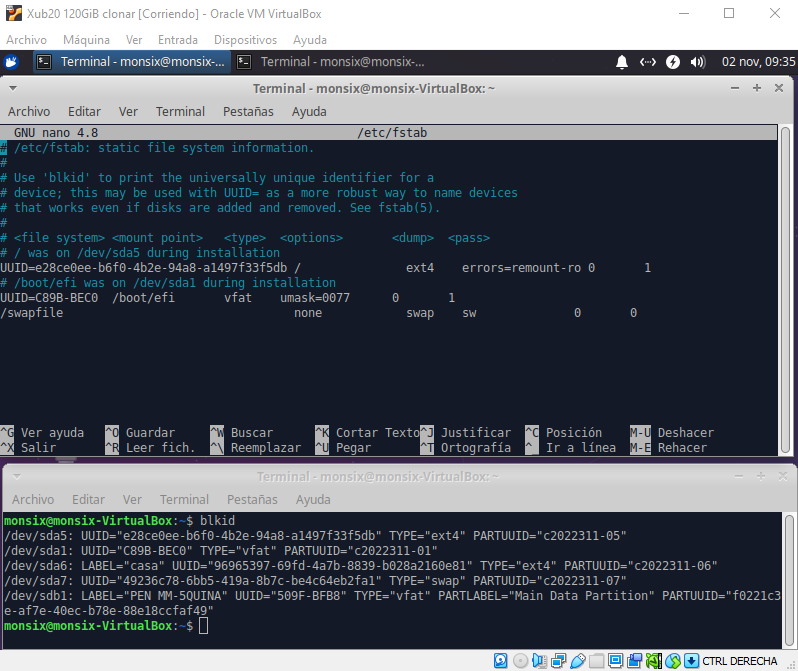 Xub20 120GiB clonar [Corriendo] - Oracle VM VirtualBox
Archivo Máquina Ver Entrada Dispositivos Ayuda
Terminal - monsix@monsix-... Terminal - monsix@monsix-... 02 nov, 09:35
Terminal - monsix@monsix-VirtualBox: ~
Archivo Editar Ver Terminal Pestañas Ayuda
GNU nano 4.8 /etc/fstab
# /etc/fstab: static file system information.
#
# Use 'blkid' to print the universally unique identifier for a
# device; this may be used with UUID= as a more robust way to name devices
# that works even if disks are added and removed. See fstab(5).
#
# <file system> <mount point> <type> <options> <dump> <pass>
# / was on /dev/sda5 during installation
UUID=e28ce0ee-b6f0-4b2e-94a8-a1497f33f5db / ext4 errors=remount-ro 0 1
# /boot/efi was on /dev/sda1 during installation
UUID=C89B-BEC0 /boot/efi vfat umask=0077 0 1
/swapfile none swap sw 0 0
^G Ver ayuda ^O Guardar ^W Buscar ^K Cortar Texto ^J Justificar ^C Posición M-U Deshacer
^X Salir ^R Leer fich. ^\ Reemplazar ^U Pegar ^T Ortografía ^_ Ir a línea M-E Rehacer
Terminal - monsix@monsix-VirtualBox: ~
Archivo Editar Ver Terminal Pestañas Ayuda
monsix@monsix-VirtualBox:~$ blkid
/dev/sda5: UUID="e28ce0ee-b6f0-4b2e-94a8-a1497f33f5db" TYPE="ext4" PARTUUID="c2022311-05"
/dev/sda1: UUID="C89B-BEC0" TYPE="vfat" PARTUUID="c2022311-01"
/dev/sda6: LABEL="casa" UUID="96965397-69fd-4a7b-8839-b028a2160e81" TYPE="ext4" PARTUUID="c2022311-06"
/dev/sda7: UUID="49236c78-6bb5-419a-8b7c-be4c64eb2fa1" TYPE="swap" PARTUUID="c2022311-07"
/dev/sdb1: LABEL="PEN MM-5QUINA" UUID="509F-BFB8" TYPE="vfat" PARTLABEL="Main Data Partition" PARTUUID="f0221c3
e-af7e-40ec-b78e-88e18ccfaf49"
monsix@monsix-VirtualBox:~$
CTRL DERECHA